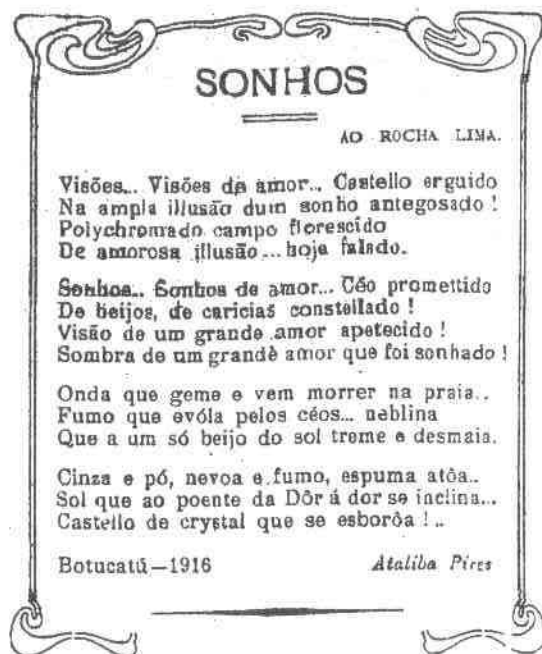 SONHOS
AO ROCHA LIMA.
Visões... Visões de amor... Castello erguido
Na ampla illusão dum sonho antegosado !
Polychromado campo florescido
De amorosa illusão... hoje falado.
Sonhos.. Sonhos de amor... Céo promettido
De beijos, de caricias constellado !
Visão de um grande amor apetecido !
Sombra de um grande amor que foi sonhado !
Onda que geme e vem morrer na praia..
Fumo que evóla pelos céos... neblina
Que a um só beijo do sol treme e desmaia.
Cinza e pó, nevoa e fumo, espuma atôa..
Sol que ao poente da Dôr á dor se inclina...
Castello de crystal que se esborôa !..
Botucatú—1916
Ataliba Pires